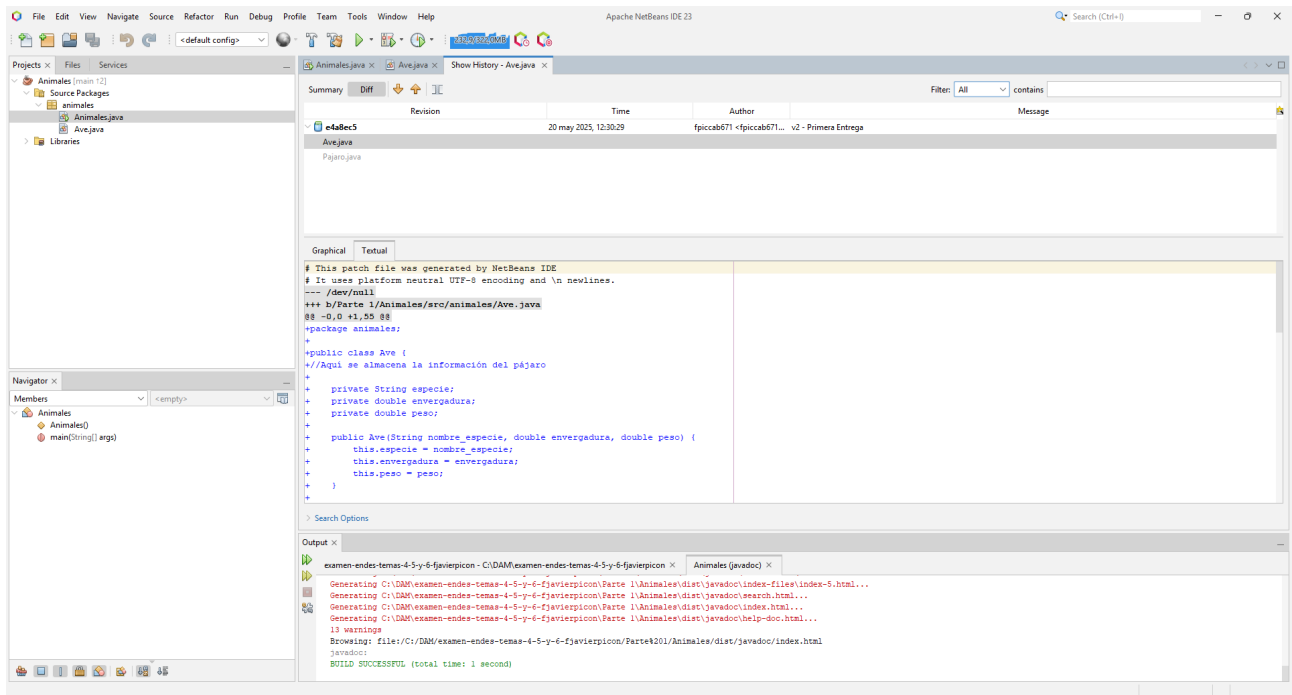 File Edit View Navigate Source Refactor Run Debug Profile Team Tools Window Help Apache NetBeans IDE 23 Search (Ctrl+I)
<default config>
Projects Files Services
Animales [main ↑2]
Source Packages
animales
Animales.java
Ave.java
Libraries
Animales.java Ave.java Show History - Ave.java
Summary Diff Filter: All contains
Revision Time Author Message
e4a8ec5 20 may 2025, 12:30:29 fpiccab671 <fpiccab671... v2 - Primera Entrega
Ave.java
Pajaro.java
Graphical Textual
# This patch file was generated by NetBeans IDE
# It uses platform neutral UTF-8 encoding and \n newlines.
--- /dev/null
+++ b/Parte 1/Animales/src/animales/Ave.java
@@ -0,0 +1,55 @@
+package animales;
+
+public class Ave {
+//Aquí se almacena la información del pájaro
+
+    private String especie;
+    private double envergadura;
+    private double peso;
+
+    public Ave(String nombre_especie, double envergadura, double peso) {
+        this.especie = nombre_especie;
+        this.envergadura = envergadura;
+        this.peso = peso;
+    }
+
Search Options
Navigator
Members <empty>
Animales
Animales()
main(String[] args)
Output
examen-endes-temas-4-5-y-6-fjavierpicon - C:\DAM\examen-endes-temas-4-5-y-6-fjavierpicon Animales (javadoc)
Generating C:\DAM\examen-endes-temas-4-5-y-6-fjavierpicon\Parte 1\Animales\dist\javadoc\index-files\index-5.html...
Generating C:\DAM\examen-endes-temas-4-5-y-6-fjavierpicon\Parte 1\Animales\dist\javadoc\search.html...
Generating C:\DAM\examen-endes-temas-4-5-y-6-fjavierpicon\Parte 1\Animales\dist\javadoc\index.html...
Generating C:\DAM\examen-endes-temas-4-5-y-6-fjavierpicon\Parte 1\Animales\dist\javadoc\help-doc.html...
13 warnings
Browsing: file:/C:/DAM/examen-endes-temas-4-5-y-6-fjavierpicon/Parte%201/Animales/dist/javadoc/index.html
javadoc:
BUILD SUCCESSFUL (total time: 1 second)